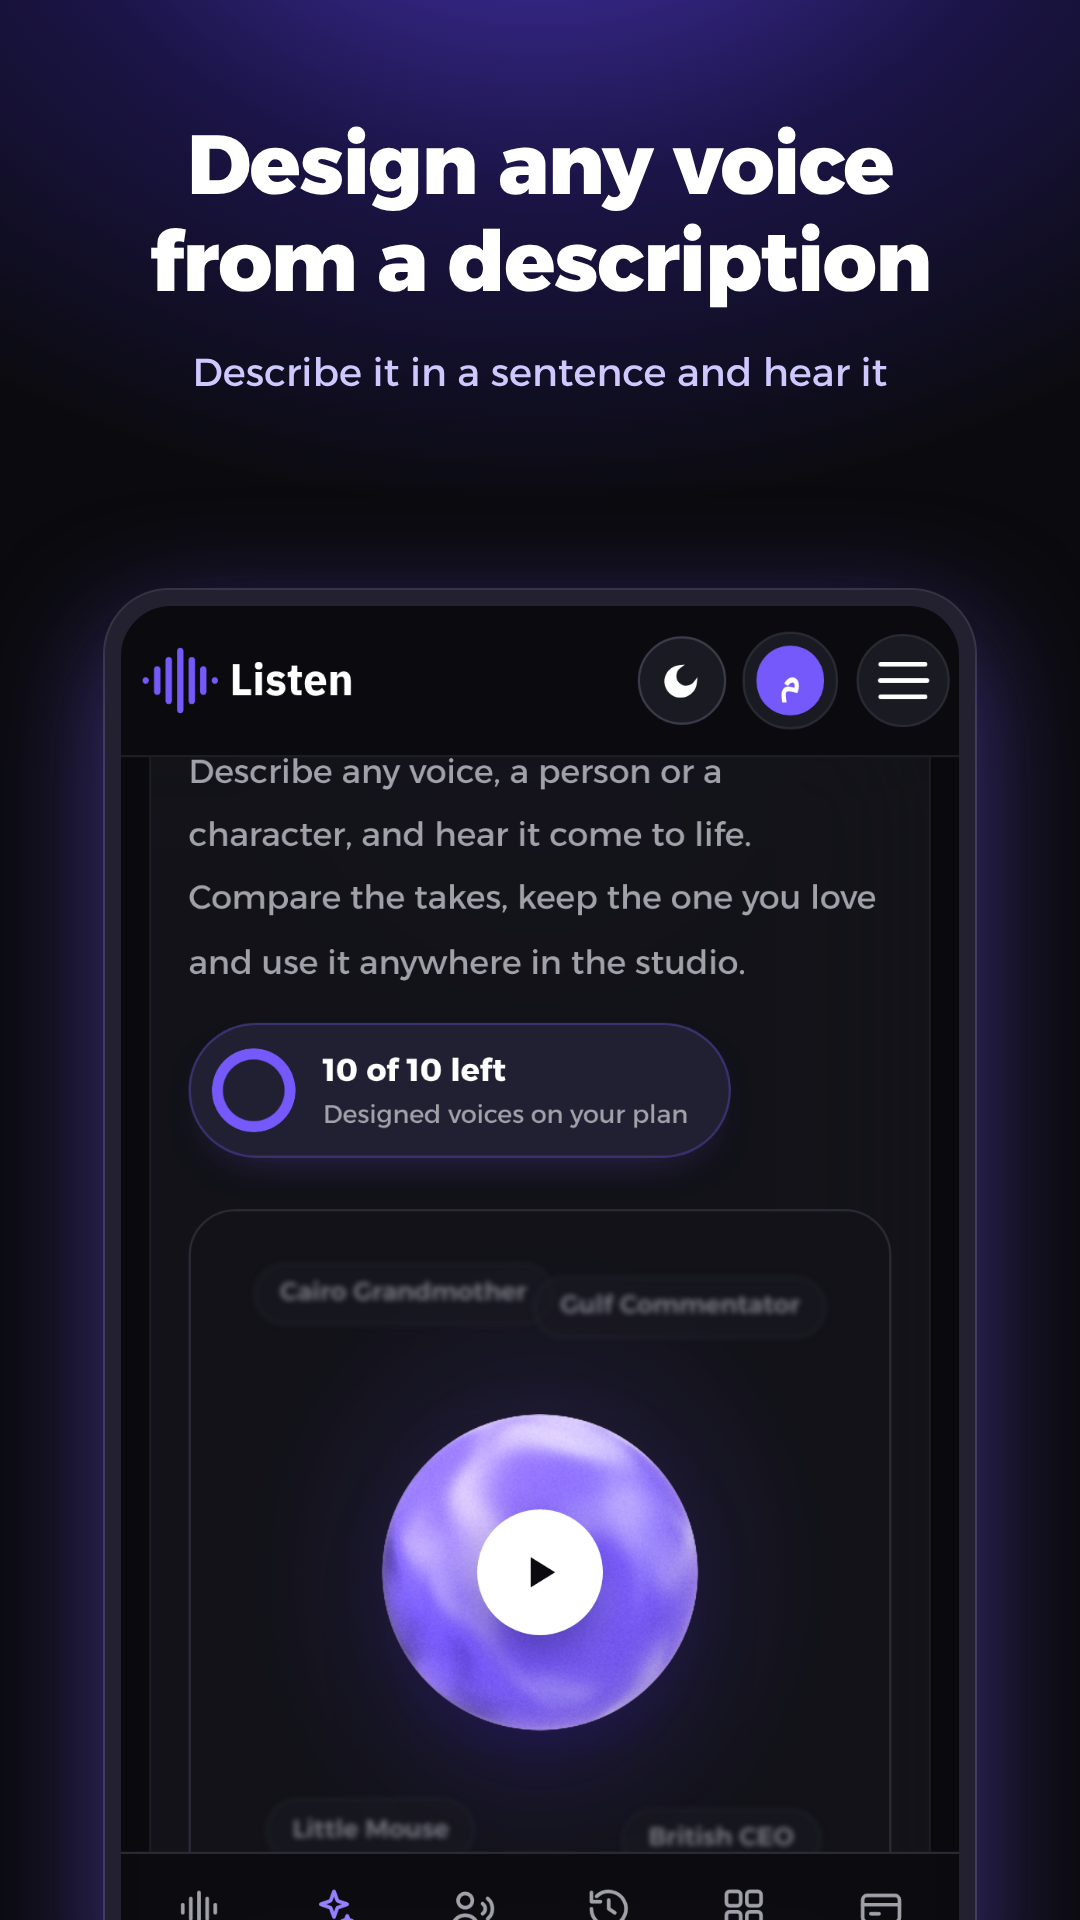 Design any voice
from a description
Describe it in a sentence and hear it
Listen
م
Describe any voice, a person or a
character, and hear it come to life.
Compare the takes, keep the one you love
and use it anywhere in the studio.
10 of 10 left
Designed voices on your plan
Cairo Grandmother
Gulf Commentator
Little Mouse
British CEO